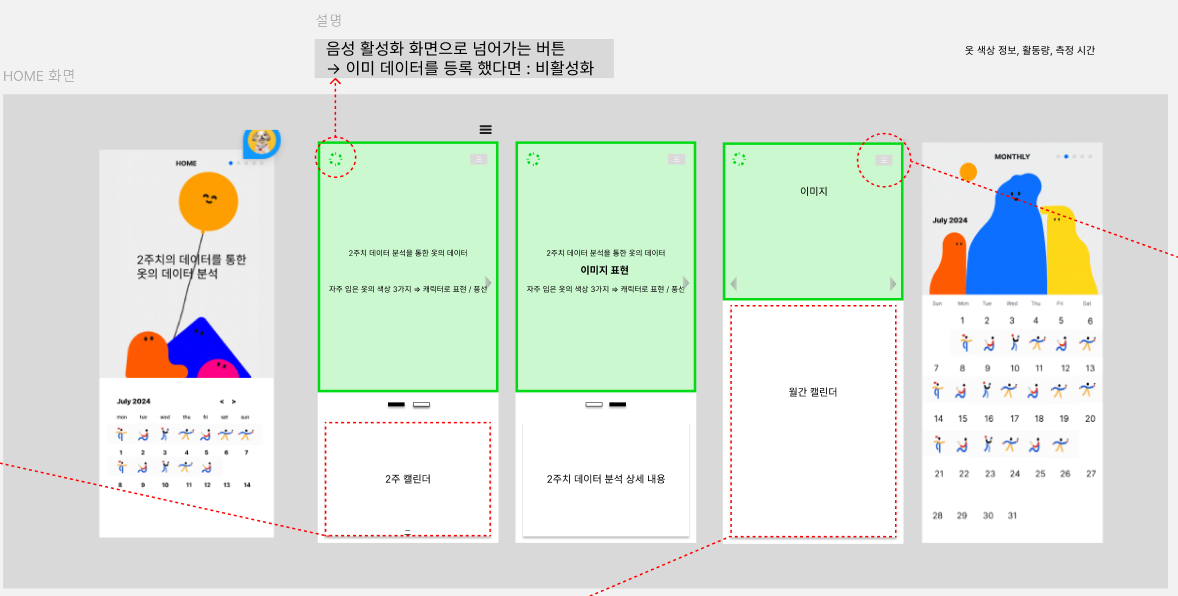 설명
음성 활성화 화면으로 넘어가는 버튼
→ 이미 데이터를 등록 했다면 : 비활성화
옷 색상 정보, 활동량, 측정 시간
HOME 화면
HOME
2주치의 데이터를 통한
옷의 데이터 분석
July 2024
< >
mon tue wed thu fri sat sun
1 2 3 4 5 6 7
8 9 10 11 12 13 14
2주치 데이터 분석을 통한 옷의 데이터
자주 입은 옷의 색상 3가지 ⇒ 캐릭터로 표현 / 풍선
2주 캘린더
2주치 데이터 분석을 통한 옷의 데이터
이미지 표현
자주 입은 옷의 색상 3가지 ⇒ 캐릭터로 표현 / 풍선
2주치 데이터 분석 상세 내용
이미지
월간 캘린더
MONTHLY
July 2024
Sun Mon Tue Wed Thu Fri Sat
1 2 3 4 5 6
7 8 9 10 11 12 13
14 15 16 17 18 19 20
21 22 23 24 25 26 27
28 29 30 31